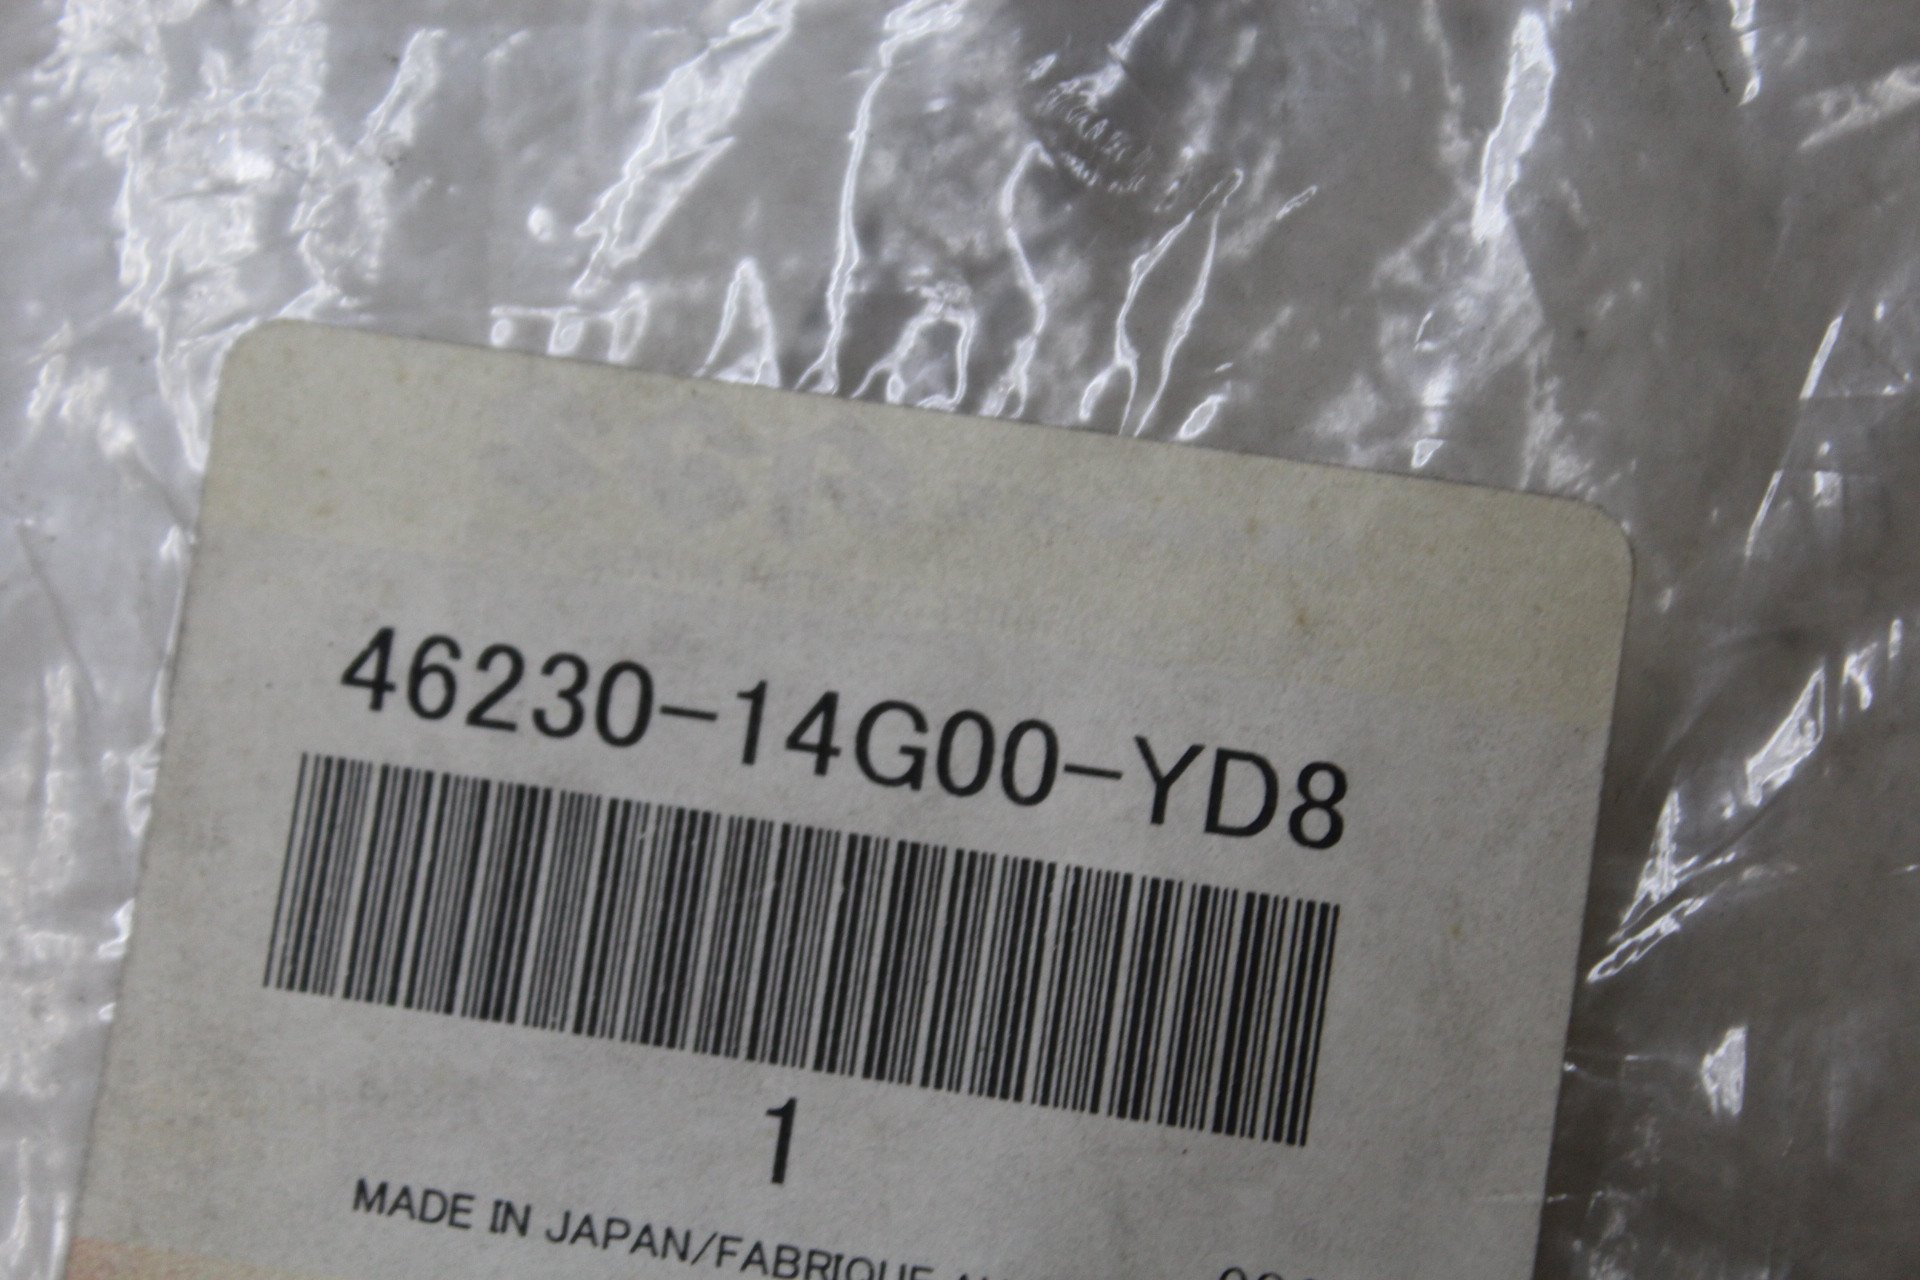 46230-14G00-YD8
1
MADE IN JAPAN/FABRIQUE